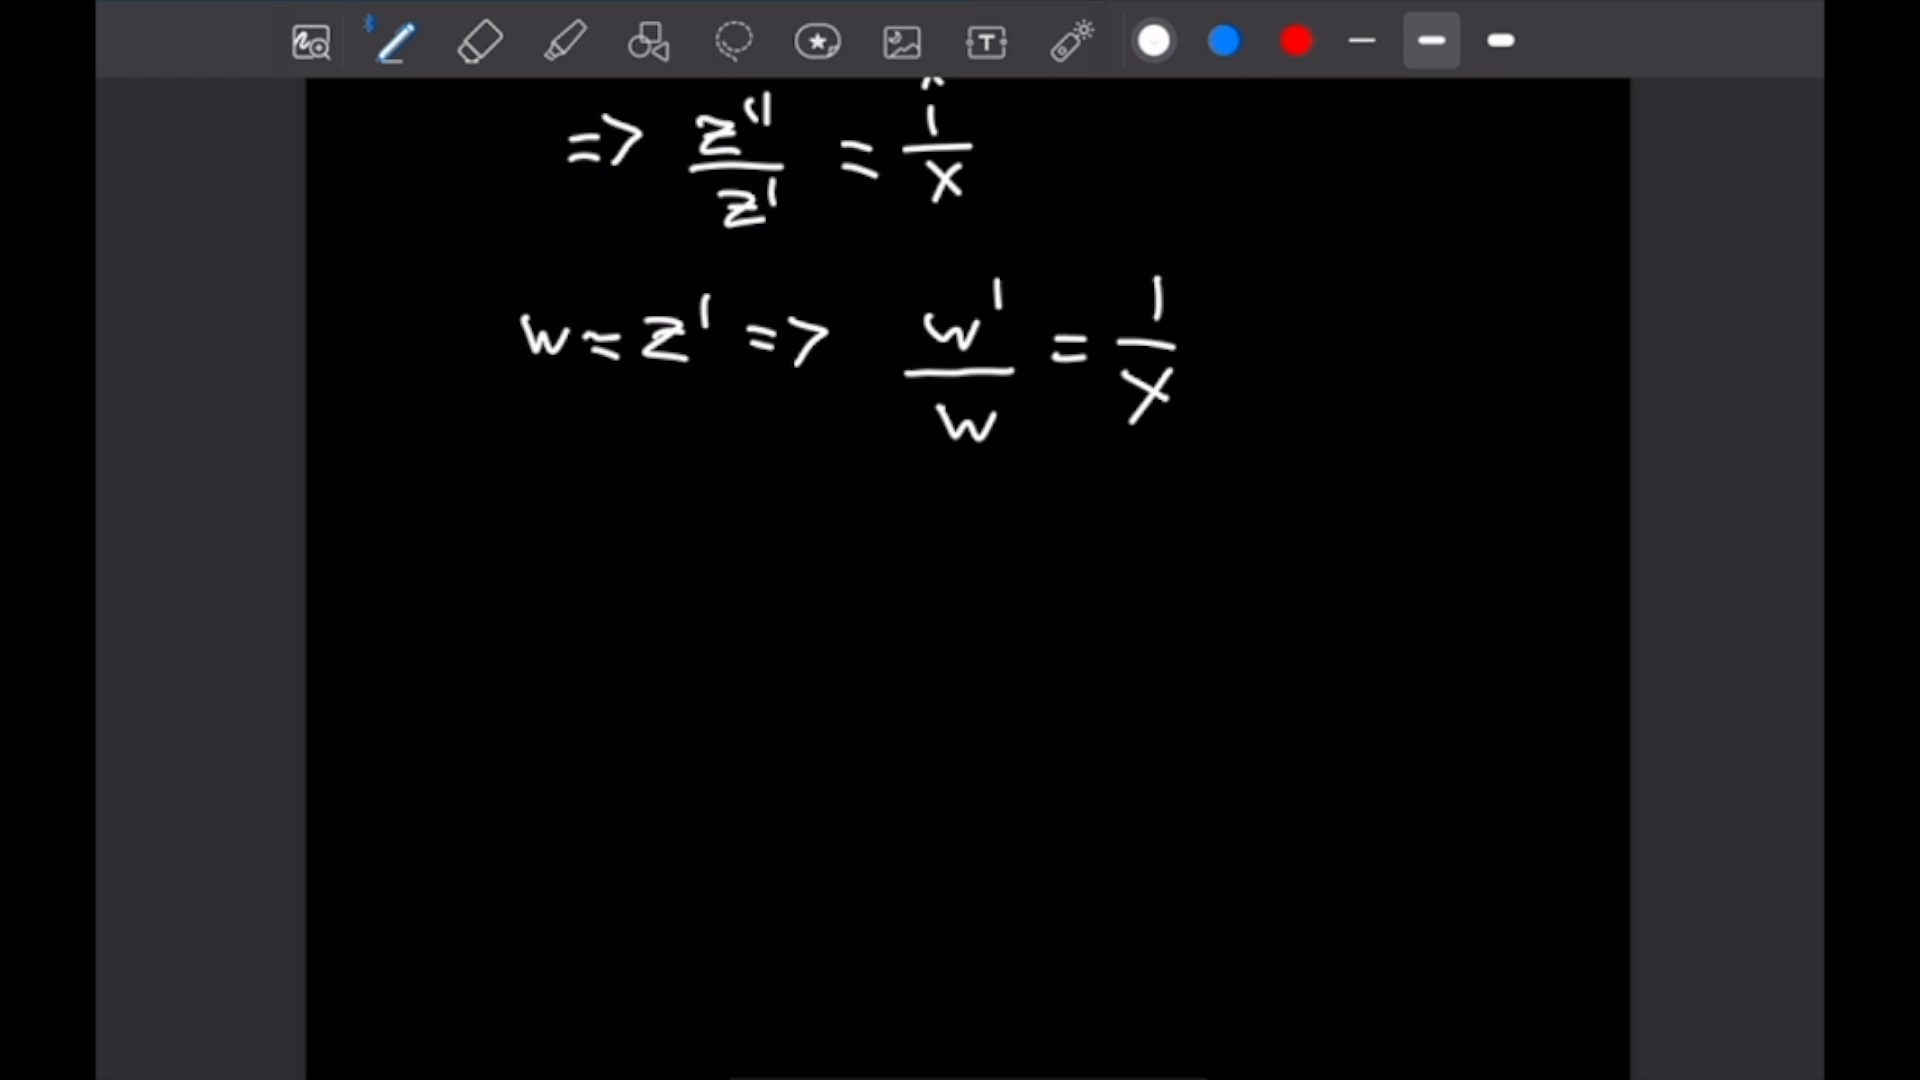 => z''/z' = 1/x
w = z' => w'/w = 1/x